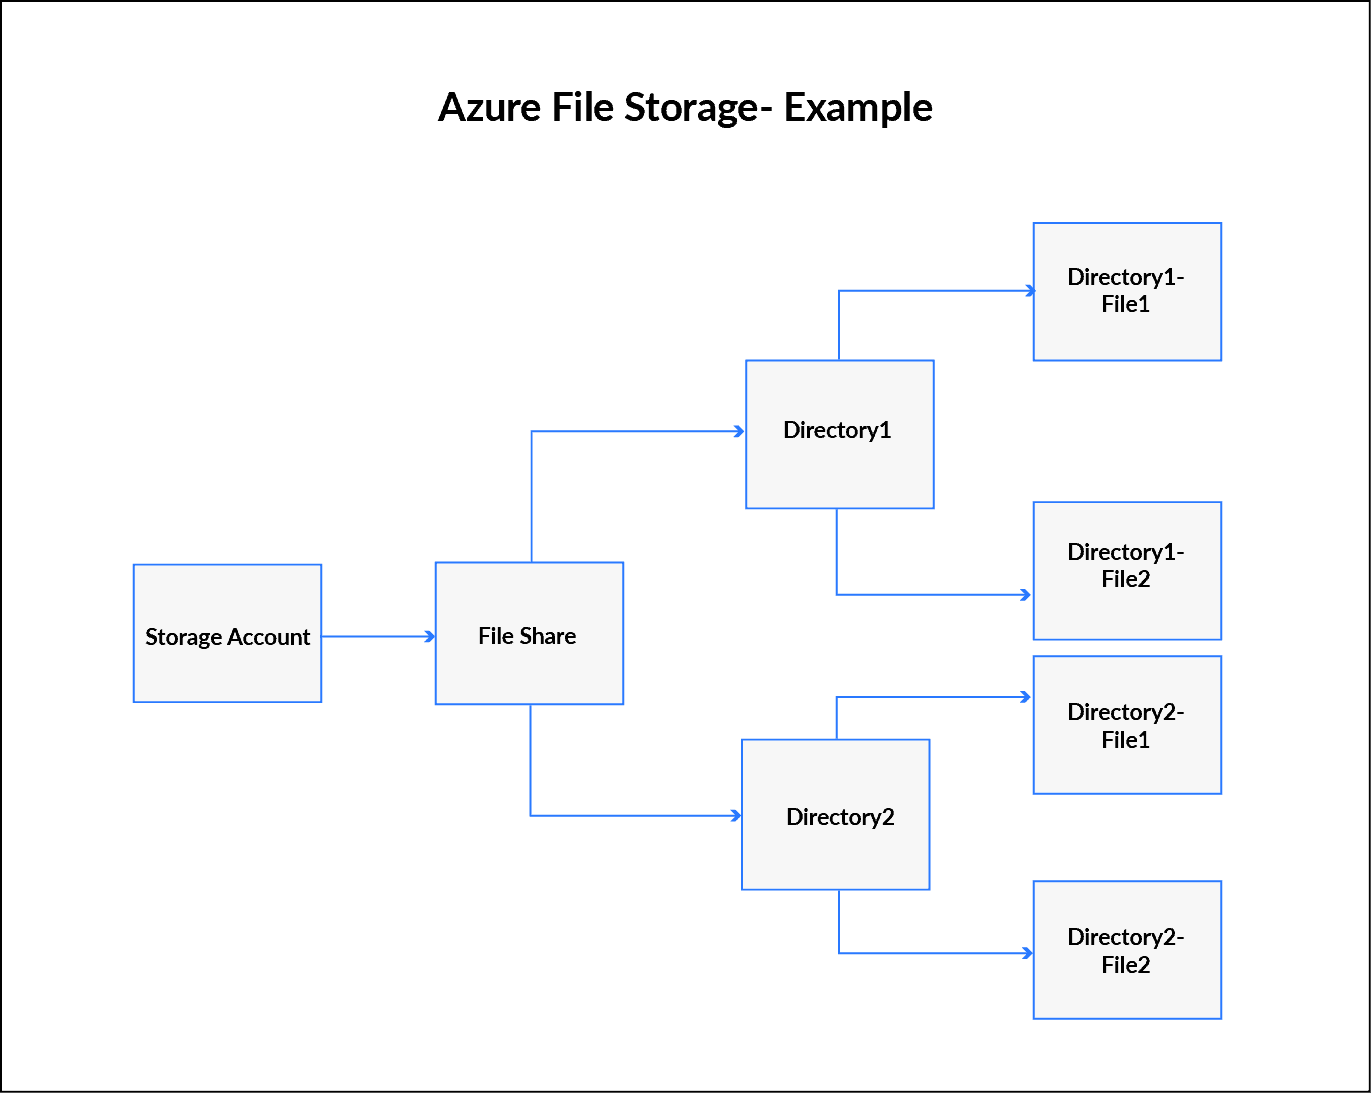 Azure File Storage- Example
Directory1-
File1
Directory1
Directory1-
File2
Storage Account
File Share
Directory2-
File1
Directory2
Directory2-
File2